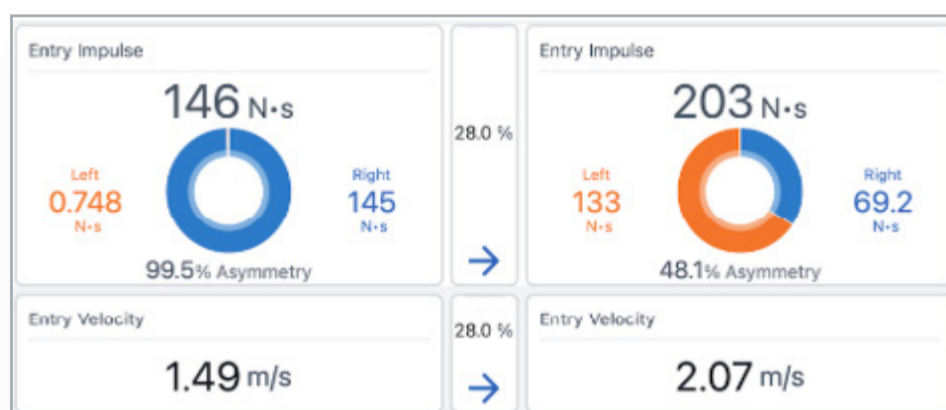 Entry Impulse
146 N•s
Left
0.748
N•s
Right
145
N•s
99.5% Asymmetry
28.0 %
Entry Impulse
203 N•s
Left
133
N•s
Right
69.2
N•s
48.1% Asymmetry
Entry Velocity
1.49 m/s
28.0 %
Entry Velocity
2.07 m/s